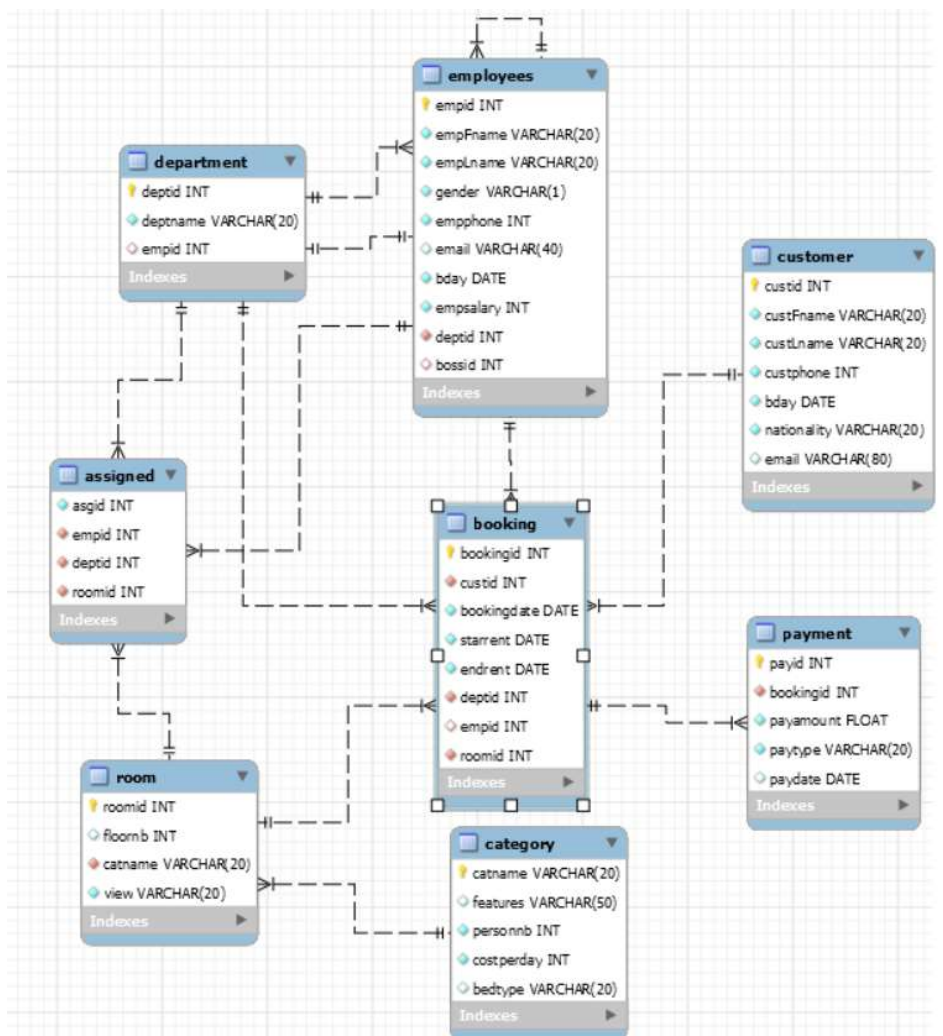 employees
empid INT
empFname VARCHAR(20)
empLname VARCHAR(20)
gender VARCHAR(1)
empphone INT
email VARCHAR(40)
bday DATE
empsalary INT
deptid INT
bossid INT
Indexes
department
deptid INT
deptname VARCHAR(20)
empid INT
Indexes
customer
custid INT
custFname VARCHAR(20)
custLname VARCHAR(20)
custphone INT
bday DATE
nationality VARCHAR(20)
email VARCHAR(80)
Indexes
assigned
asgid INT
empid INT
deptid INT
roomid INT
Indexes
booking
bookingid INT
custid INT
bookingdate DATE
starrent DATE
endrent DATE
deptid INT
empid INT
roomid INT
Indexes
payment
payid INT
bookingid INT
payamount FLOAT
paytype VARCHAR(20)
paydate DATE
Indexes
room
roomid INT
floornb INT
catname VARCHAR(20)
view VARCHAR(20)
Indexes
category
catname VARCHAR(20)
features VARCHAR(50)
personnb INT
costperday INT
bedtype VARCHAR(20)
Indexes